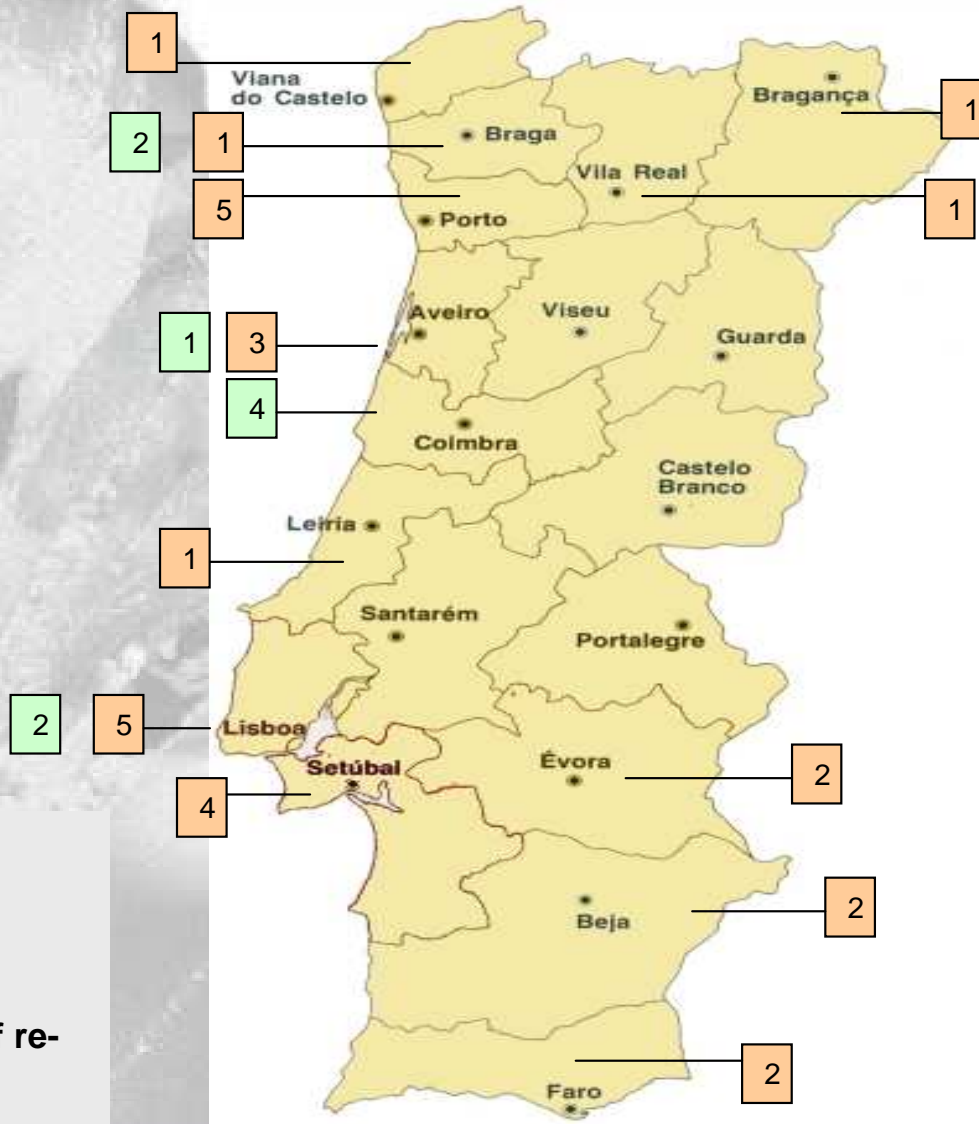 1
Viana
do Castelo
Bragança
1
2 1
Braga
5
Vila Real
1
Porto
1 3
Aveiro
Viseu
Guarda
4
Coimbra
Castelo
Branco
Leiria
1
Santarém
Portalegre
2 5
Lisboa
Setúbal
4
Évora
2
Beja
2
f re-
2
Faro